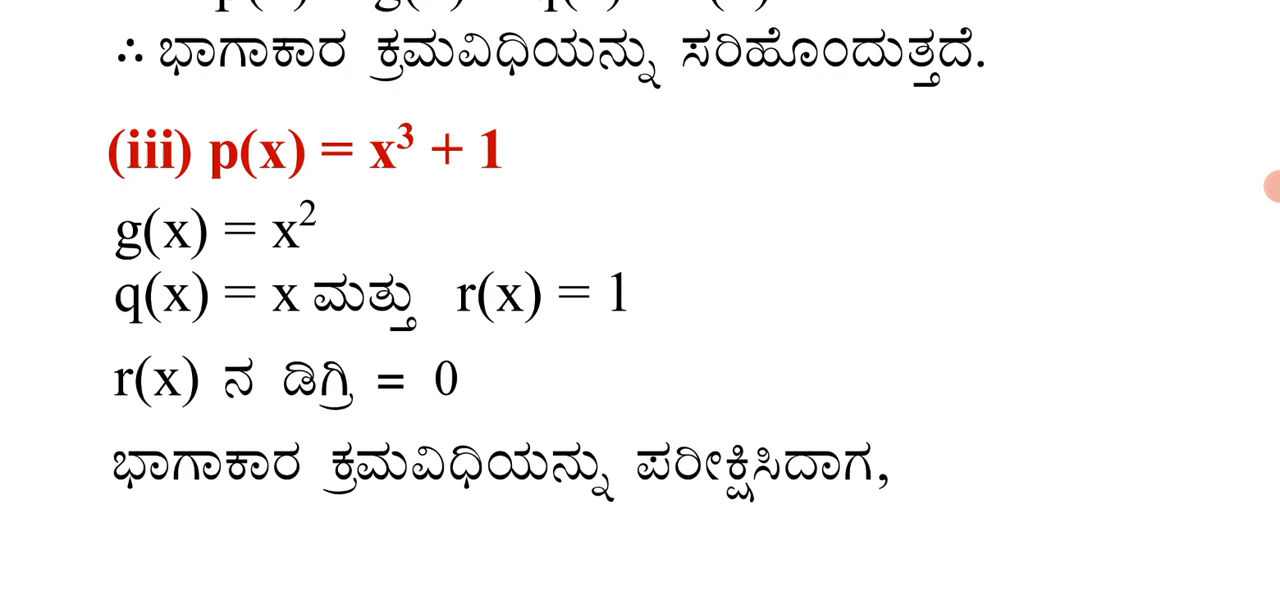 ∴ ಭಾಗಾಕಾರ ಕ್ರಮವಿಧಿಯನ್ನು ಸರಿಹೊಂದುತ್ತದೆ.
(iii) p(x) = x³ + 1
g(x) = x²
q(x) = x ಮತ್ತು r(x) = 1
r(x) ನ ಡಿಗ್ರಿ = 0
ಭಾಗಾಕಾರ ಕ್ರಮವಿಧಿಯನ್ನು ಪರೀಕ್ಷಿಸಿದಾಗ,